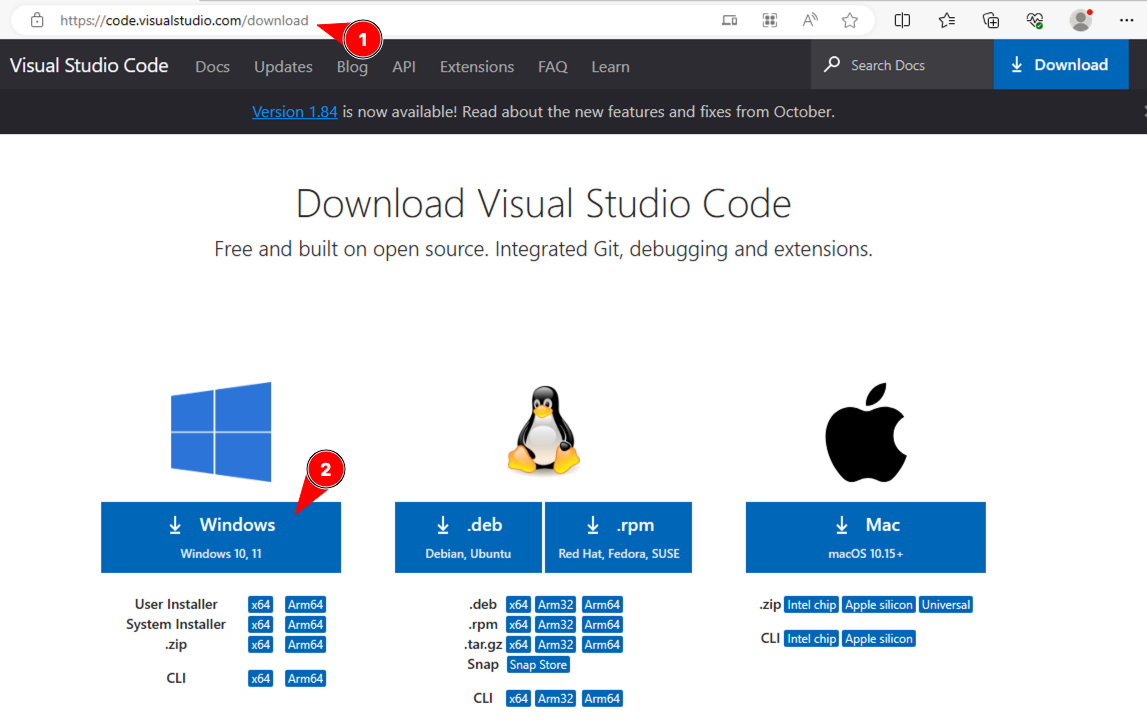 https://code.visualstudio.com/download
1
Visual Studio Code Docs Updates Blog API Extensions FAQ Learn Search Docs Download
Version 1.84 is now available! Read about the new features and fixes from October.
Download Visual Studio Code
Free and built on open source. Integrated Git, debugging and extensions.
2
Windows
Windows 10, 11
User Installer x64 Arm64
System Installer x64 Arm64
.zip x64 Arm64
CLI x64 Arm64
.deb
Debian, Ubuntu
.rpm
Red Hat, Fedora, SUSE
.deb x64 Arm32 Arm64
.rpm x64 Arm32 Arm64
.tar.gz x64 Arm32 Arm64
Snap Snap Store
CLI x64 Arm32 Arm64
Mac
macOS 10.15+
.zip Intel chip Apple silicon Universal
CLI Intel chip Apple silicon